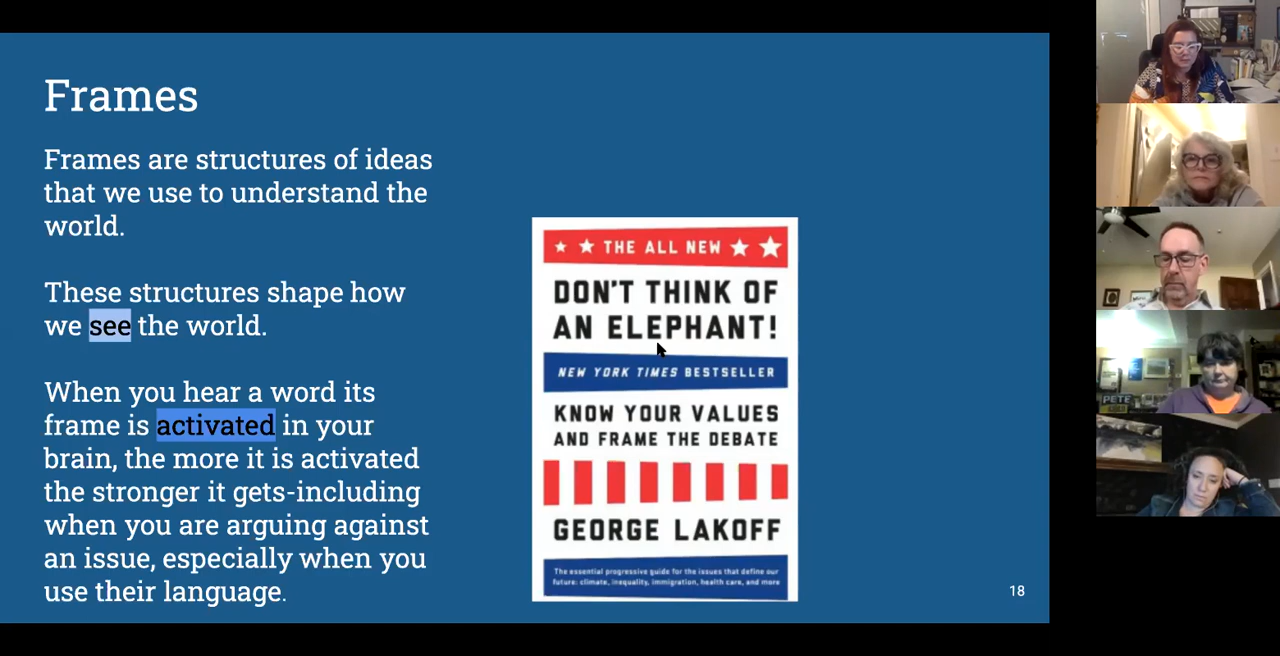 Frames
Frames are structures of ideas
that we use to understand the
world.
These structures shape how
we see the world.
When you hear a word its
frame is activated in your
brain, the more it is activated
the stronger it gets-including
when you are arguing against
an issue, especially when you
use their language.
THE ALL NEW
DON'T THINK OF
AN ELEPHANT!
NEW YORK TIMES BESTSELLER
KNOW YOUR VALUES
AND FRAME THE DEBATE
GEORGE LAKOFF
The essential progressive guide for the issues that define our
future: climate, inequality, immigration, health care, and more
18
PETE